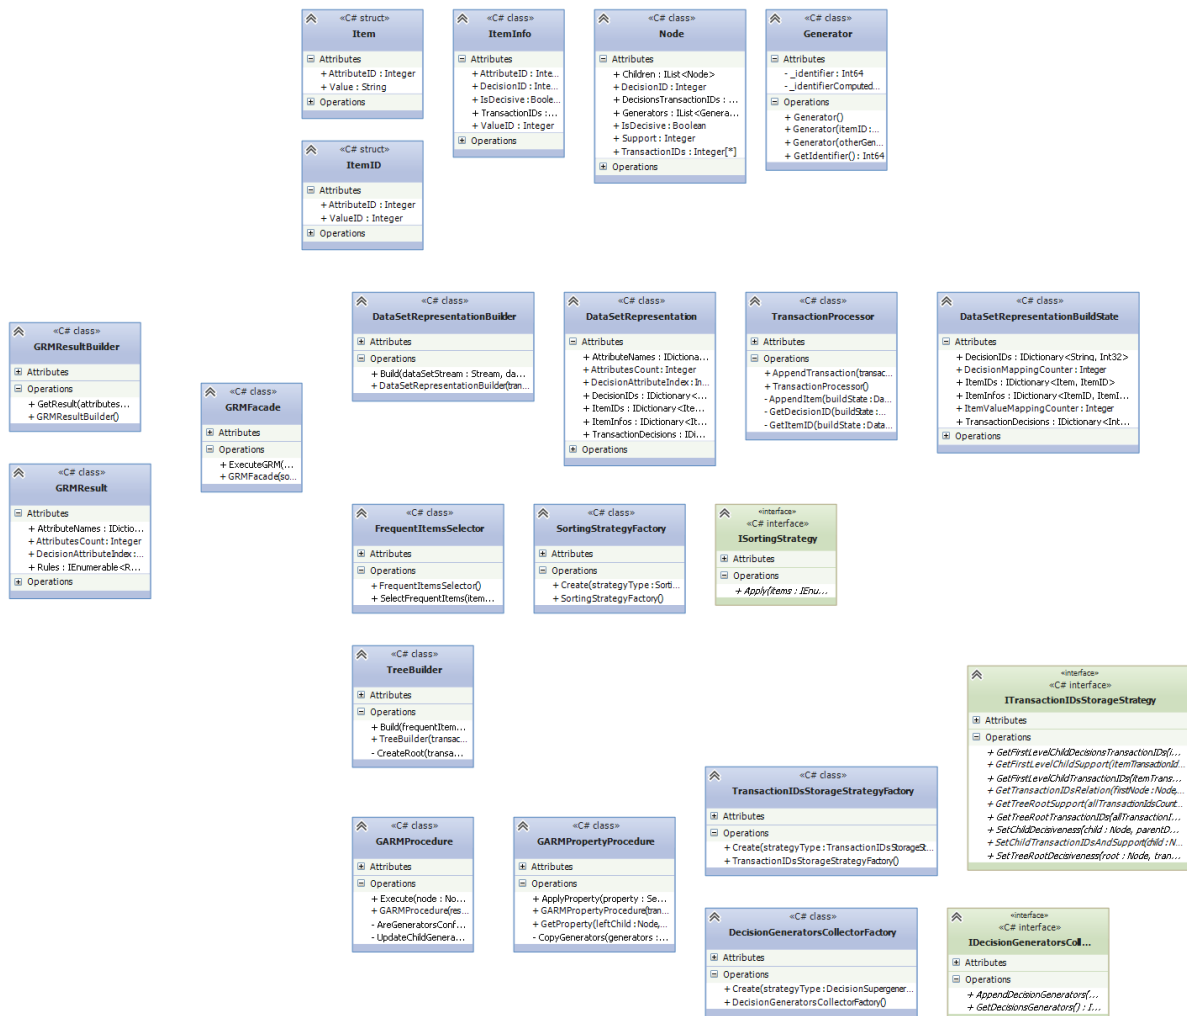 «C# struct»
Item
Attributes
+ AttributeID : Integer
+ Value : String
Operations
«C# class»
ItemInfo
Attributes
+ AttributeID : Inte...
+ DecisionID : Inte...
+ IsDecisive : Boole...
+ TransactionIDs : ...
+ ValueID : Integer
Operations
«C# class»
Node
Attributes
+ Children : IList<Node>
+ DecisionID : Integer
+ DecisionsTransactionIDs : ...
+ Generators : IList<Genera...
+ IsDecisive : Boolean
+ Support : Integer
+ TransactionIDs : Integer[*]
Operations
«C# class»
Generator
Attributes
- _identifier : Int64
- _identifierComputed...
Operations
+ Generator()
+ Generator(itemID : ...
+ Generator(otherGen...
+ GetIdentifier() : Int64
«C# struct»
ItemID
Attributes
+ AttributeID : Integer
+ ValueID : Integer
Operations
«C# class»
GRMResultBuilder
Attributes
Operations
+ GetResult(attributes...
+ GRMResultBuilder()
«C# class»
GRMResult
Attributes
+ AttributeNames : IDictio...
+ AttributesCount : Integer
+ DecisionAttributeIndex : ...
+ Rules : IEnumerable<R...
Operations
«C# class»
GRMFacade
Attributes
Operations
+ ExecuteGRM(...
+ GRMFacade(so...
«C# class»
DataSetRepresentationBuilder
Attributes
Operations
+ Build(dataSetStream : Stream, da...
+ DataSetRepresentationBuilder(tran...
«C# class»
DataSetRepresentation
Attributes
+ AttributeNames : IDictiona...
+ AttributesCount : Integer
+ DecisionAttributeIndex : In...
+ DecisionIDs : IDictionary<...
+ ItemIDs : IDictionary<Ite...
+ ItemInfos : IDictionary<It...
+ TransactionDecisions : IDi...
Operations
«C# class»
TransactionProcessor
Attributes
Operations
+ AppendTransaction(transac...
+ TransactionProcessor()
- AppendItem(buildState : Da...
- GetDecisionID(buildState : ...
- GetItemID(buildState : Data...
«C# class»
DataSetRepresentationBuildState
Attributes
+ DecisionIDs : IDictionary<String, Int32>
+ DecisionMappingCounter : Integer
+ ItemIDs : IDictionary<Item, ItemID>
+ ItemInfos : IDictionary<ItemID, ItemI...
+ ItemValueMappingCounter : Integer
+ TransactionDecisions : IDictionary<Int...
Operations
«C# class»
FrequentItemsSelector
Attributes
Operations
+ FrequentItemsSelector()
+ SelectFrequentItems(item...
«C# class»
SortingStrategyFactory
Attributes
Operations
+ Create(strategyType : Sorti...
+ SortingStrategyFactory()
«interface»
«C# interface»
ISortingStrategy
Attributes
Operations
+ Apply(items : IEnu...
«C# class»
TreeBuilder
Attributes
Operations
+ Build(frequentItem...
+ TreeBuilder(transac...
- CreateRoot(transa...
«interface»
«C# interface»
ITransactionIDsStorageStrategy
Attributes
Operations
+ GetFirstLevelChildDecisionsTransactionIDs(i...
+ GetFirstLevelChildSupport(itemTransactionId...
+ GetFirstLevelChildTransactionIDs(itemTrans...
+ GetTransactionIDsRelation(firstNode : Node,...
+ GetTreeRootSupport(allTransactionIdsCount...
+ GetTreeRootTransactionIDs(allTransactionI...
+ SetChildDecisiveness(child : Node, parentD...
+ SetChildTransactionIDsAndSupport(child : N...
+ SetTreeRootDecisiveness(root : Node, tran...
«C# class»
TransactionIDsStorageStrategyFactory
Attributes
Operations
+ Create(strategyType : TransactionIDsStorageSt...
+ TransactionIDsStorageStrategyFactory()
«C# class»
GARMProcedure
Attributes
Operations
+ Execute(node : No...
+ GARMProcedure(res...
- AreGeneratorsConf...
- UpdateChildGenera...
«C# class»
GARMPropertyProcedure
Attributes
Operations
+ ApplyProperty(property : Se...
+ GARMPropertyProcedure(tran...
+ GetProperty(leftChild : Node,...
- CopyGenerators(generators : ...
«C# class»
DecisionGeneratorsCollectorFactory
Attributes
Operations
+ Create(strategyType : DecisionSupergener...
+ DecisionGeneratorsCollectorFactory()
«interface»
«C# interface»
IDecisionGeneratorsColl...
Attributes
Operations
+ AppendDecisionGenerators(...
+ GetDecisionsGenerators() : I...